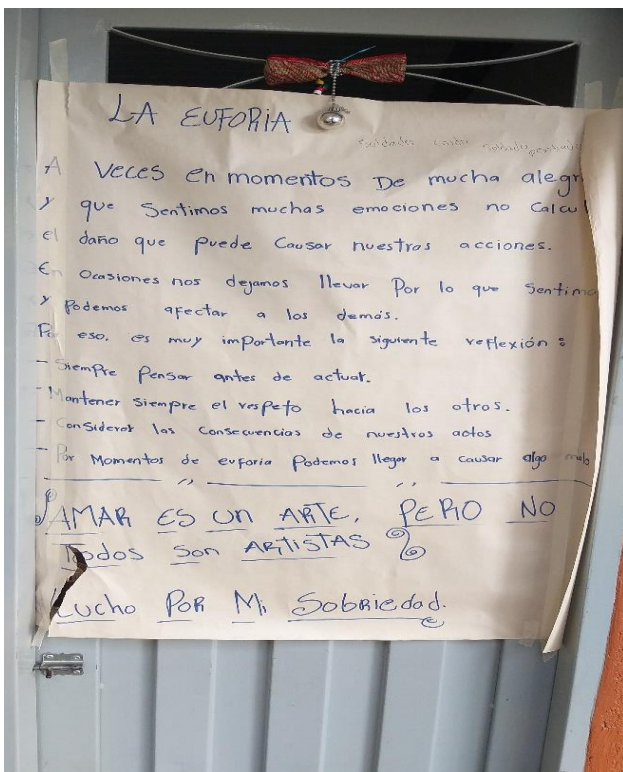 LA EUFORIA
A veces en momentos De mucha alegr
y que Sentimos muchas emociones no Calcul
el daño que puede Causar nuestras acciones.
En Ocasiones nos dejamos llevar Por lo que Sentimo
y Podemos afectar a los demás.
Po eso. es muy importante la siguiente reflexión:
- Siempre Pensar antes de actuar.
- Mantener siempre el respeto hacia los otros.
- Considerar las Consecuencias de nuestros actos
- Por Momentos de euforia Podemos llegar a causar algo malo
AMAR ES UN ARTE, PERO NO
Todos Son ARTISTAS
Lucho POR Mi SobRiedad.